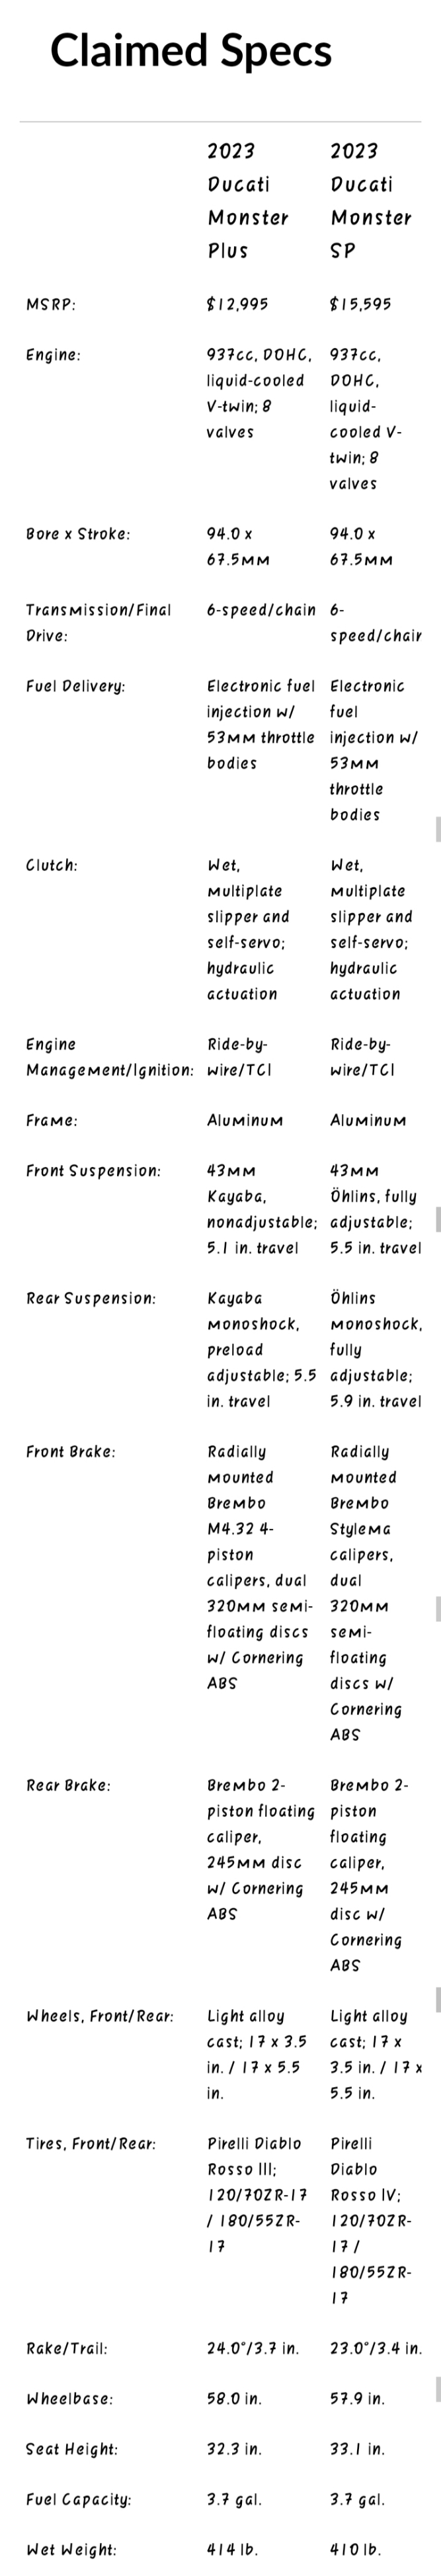 Claimed Specs
2023 2023
Ducati Ducati
Monster Monster
Plus SP
MSRP: $12,995 $15,595
Engine: 937cc, DOHC, 937cc,
liquid-cooled DOHC,
V-twin; 8 liquid-
valves cooled V-
twin; 8
valves
Bore x Stroke: 94.0 x 94.0 x
67.5mm 67.5mm
Transmission/Final 6-speed/chain 6-
Drive: speed/chair
Fuel Delivery: Electronic fuel Electronic
injection w/ fuel
53mm throttle injection w/
bodies 53mm
throttle
bodies
Clutch: Wet, Wet,
multiplate multiplate
slipper and slipper and
self-servo; self-servo;
hydraulic hydraulic
actuation actuation
Engine Ride-by- Ride-by-
Management/Ignition: wire/TCI wire/TCI
Frame: Aluminum Aluminum
Front Suspension: 43mm 43mm
Kayaba, Öhlins, fully
nonadjustable; adjustable;
5.1 in. travel 5.5 in. travel
Rear Suspension: Kayaba Öhlins
monoshock, monoshock,
preload fully
adjustable; 5.5 adjustable;
in. travel 5.9 in. travel
Front Brake: Radially Radially
mounted mounted
Brembo Brembo
M4.32 4- Stylema
piston calipers,
calipers, dual dual
320mm semi- 320mm
floating discs semi-
w/ Cornering floating
ABS discs w/
Cornering
ABS
Rear Brake: Brembo 2- Brembo 2-
piston floating piston
caliper, floating
245mm disc caliper,
w/ Cornering 245mm
ABS disc w/
Cornering
ABS
Wheels, Front/Rear: Light alloy Light alloy
cast; 17 x 3.5 cast; 17 x
in. / 17 x 5.5 3.5 in. / 17 x
in. 5.5 in.
Tires, Front/Rear: Pirelli Diablo Pirelli
Rosso III; Diablo
120/70ZR-17 Rosso IV;
/ 180/55ZR- 120/70ZR-
17 17 /
180/55ZR-
17
Rake/Trail: 24.0°/3.7 in. 23.0°/3.4 in.
Wheelbase: 58.0 in. 57.9 in.
Seat Height: 32.3 in. 33.1 in.
Fuel Capacity: 3.7 gal. 3.7 gal.
Wet Weight: 414 lb. 410 lb.